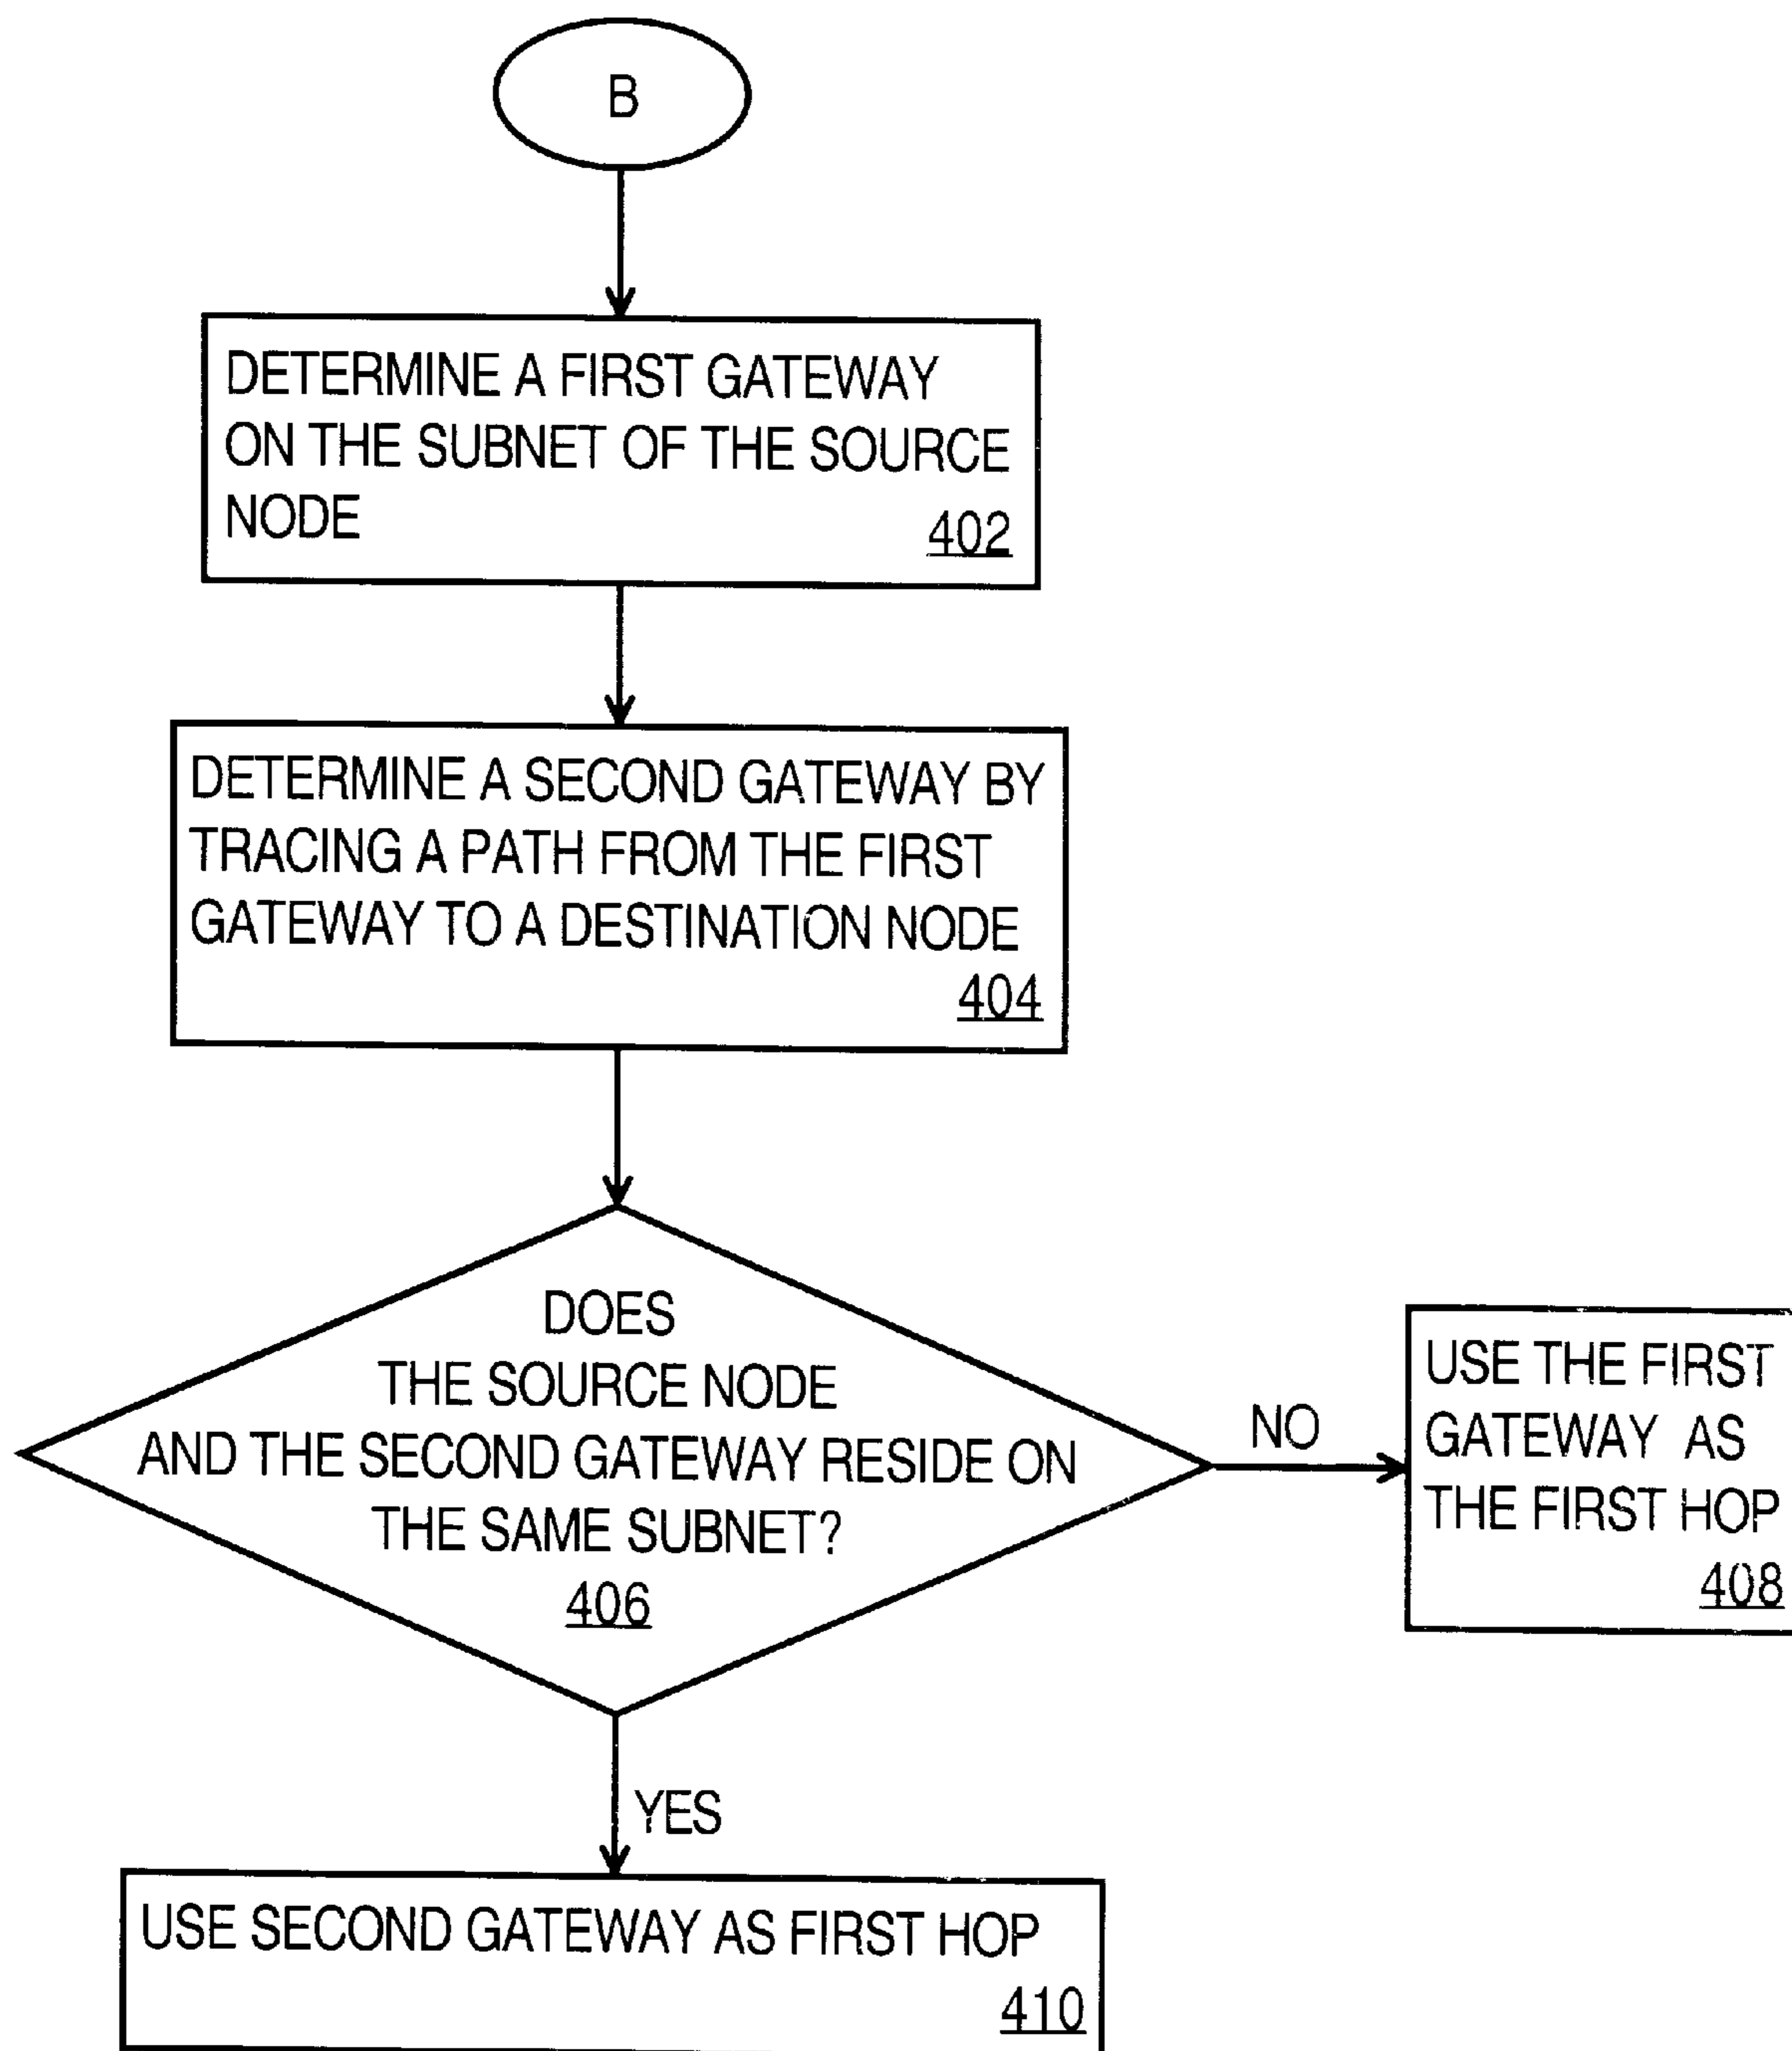 B
DETERMINE A FIRST GATEWAY
ON THE SUBNET OF THE SOURCE
NODE
402
DETERMINE A SECOND GATEWAY BY
TRACING A PATH FROM THE FIRST
GATEWAY TO A DESTINATION NODE
404
DOES
THE SOURCE NODE
AND THE SECOND GATEWAY RESIDE ON
THE SAME SUBNET?
406
NO
USE THE FIRST
GATEWAY AS
THE FIRST HOP
408
YES
USE SECOND GATEWAY AS FIRST HOP
410